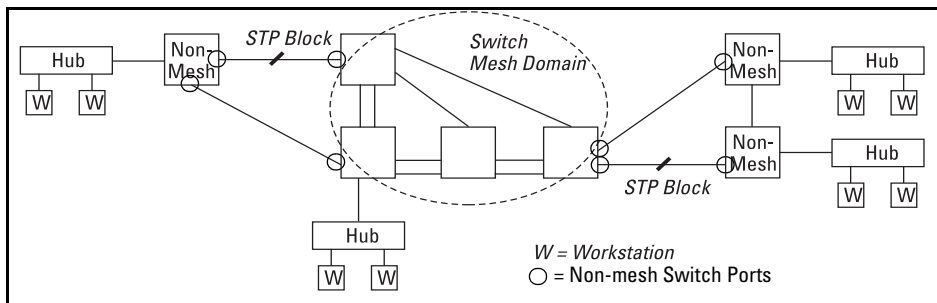 STP Block
Switch
Mesh Domain
Hub
Non-
Mesh
W
W
Non-
Mesh
Hub
W
W
Non-
Mesh
Hub
STP Block
W
W
Hub
W
W
W = Workstation
= Non-mesh Switch Ports